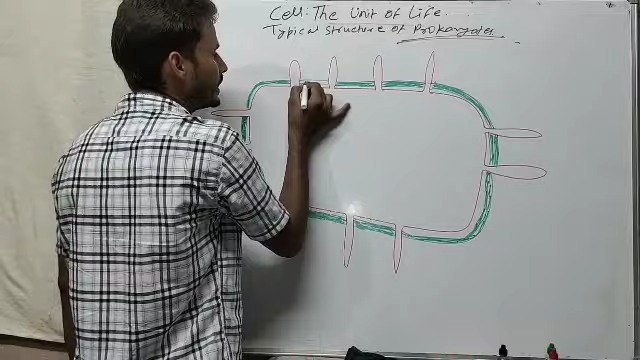 Cell: The Unit of Life.
Typical Structure of Prokaryotes